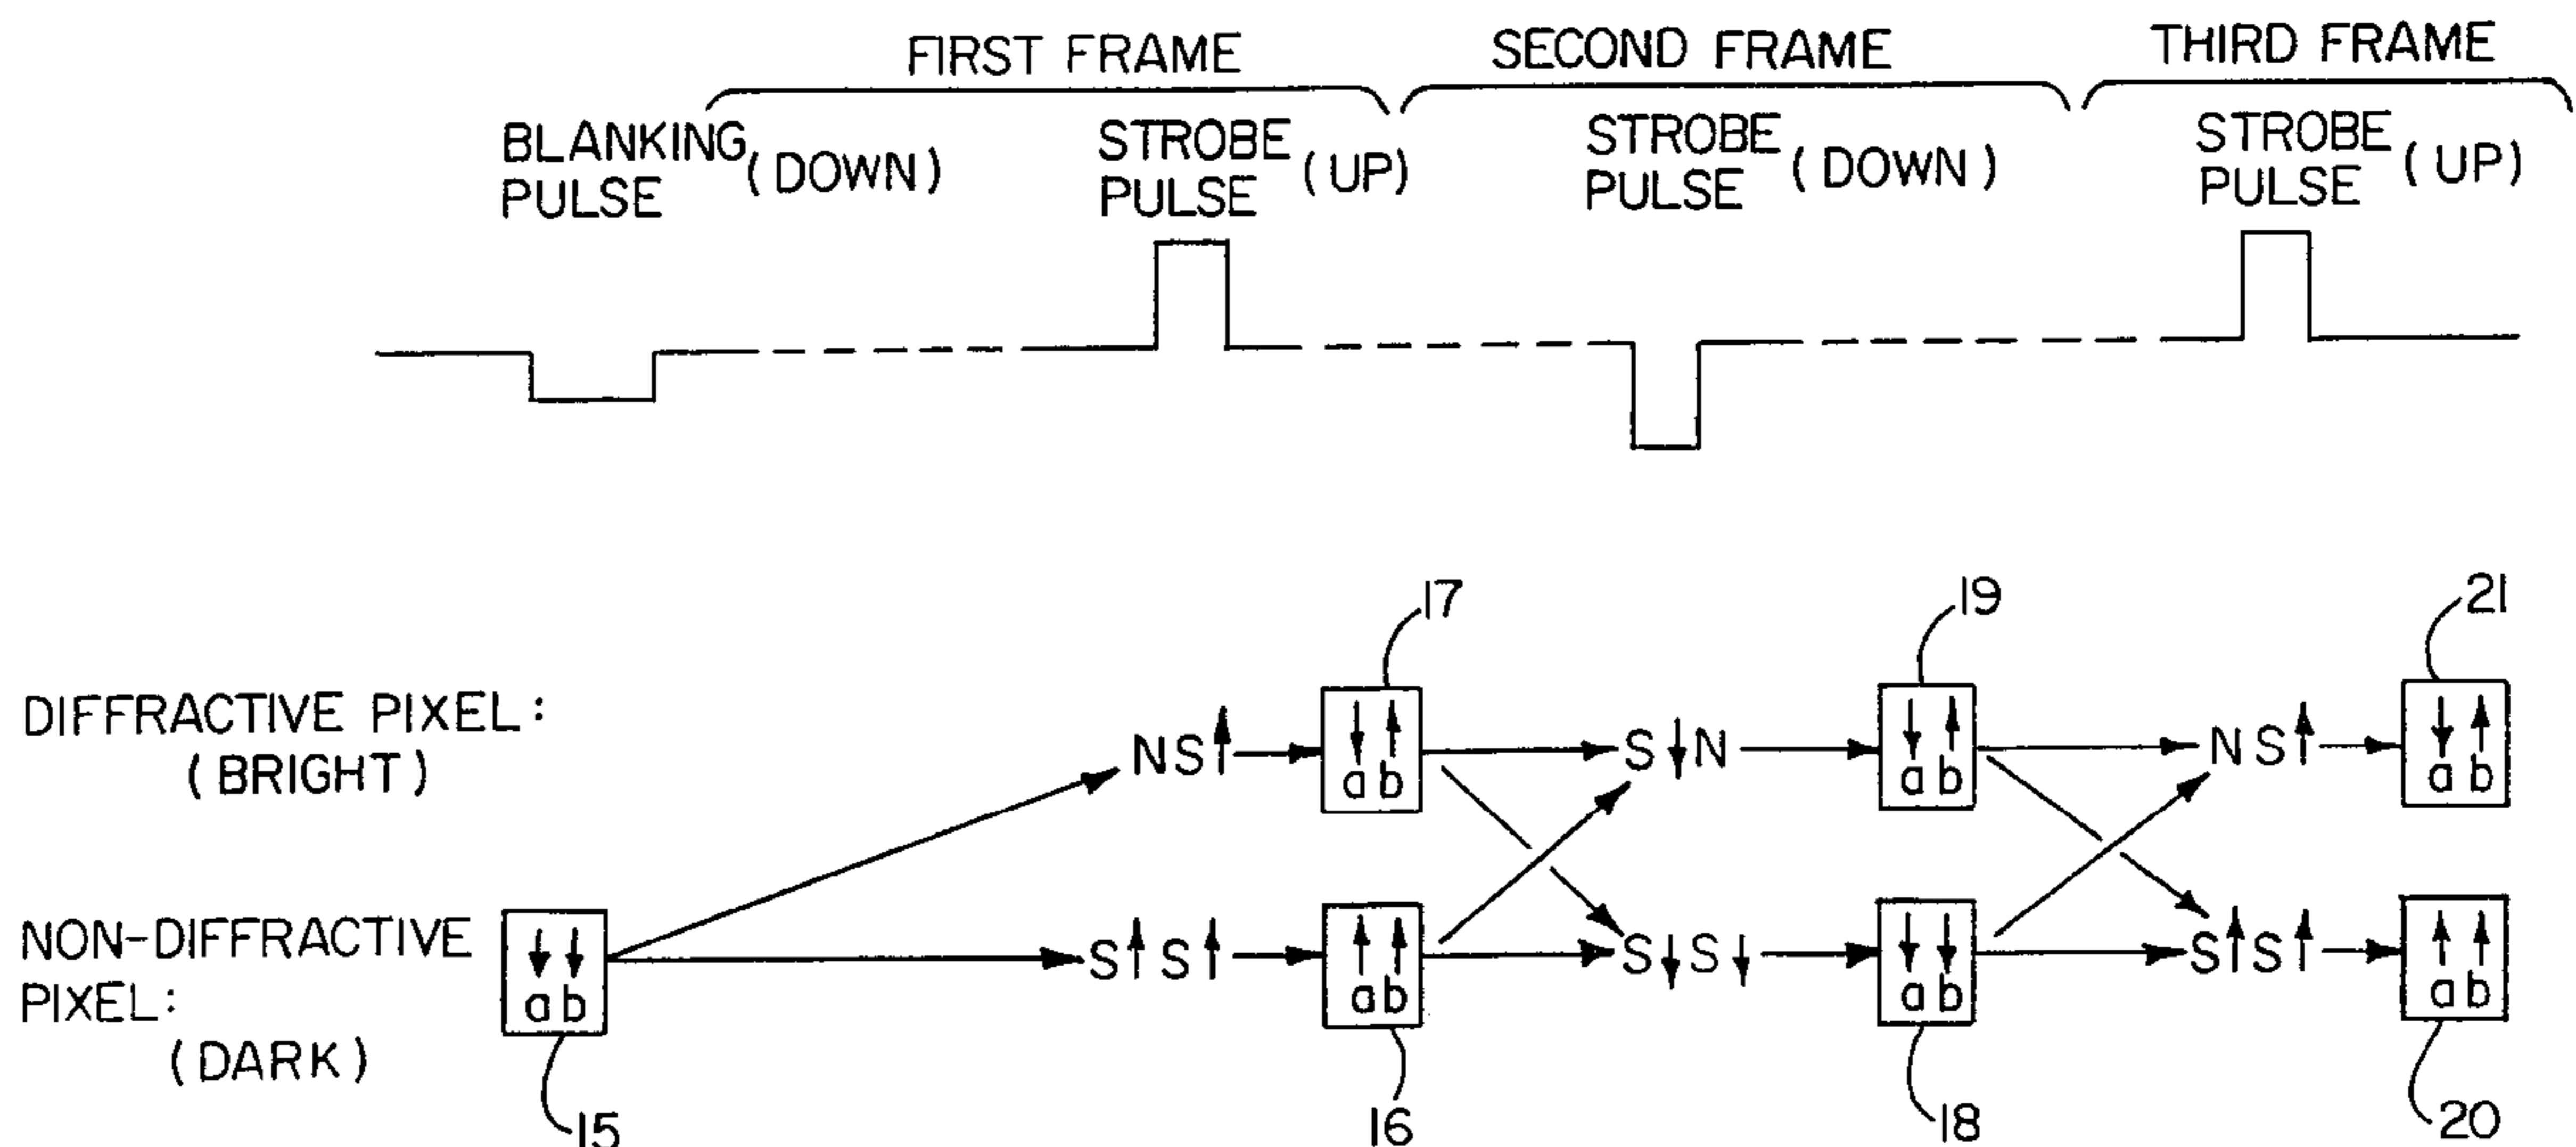 FIRST FRAME SECOND FRAME THIRD FRAME
BLANKING PULSE (DOWN) STROBE PULSE (UP) STROBE PULSE (DOWN) STROBE PULSE (UP)
17 19 21
DIFFRACTIVE PIXEL:
(BRIGHT)
NS↑ ↓↑ S↓N ↓↑ NS↑ ↓↑
a b a b a b
NON-DIFFRACTIVE
PIXEL:
(DARK)
↓↓ S↑S↑ ↑↑ S↓S↓ ↓↓ S↑S↑ ↑↑
a b a b a b a b
15 16 18 20